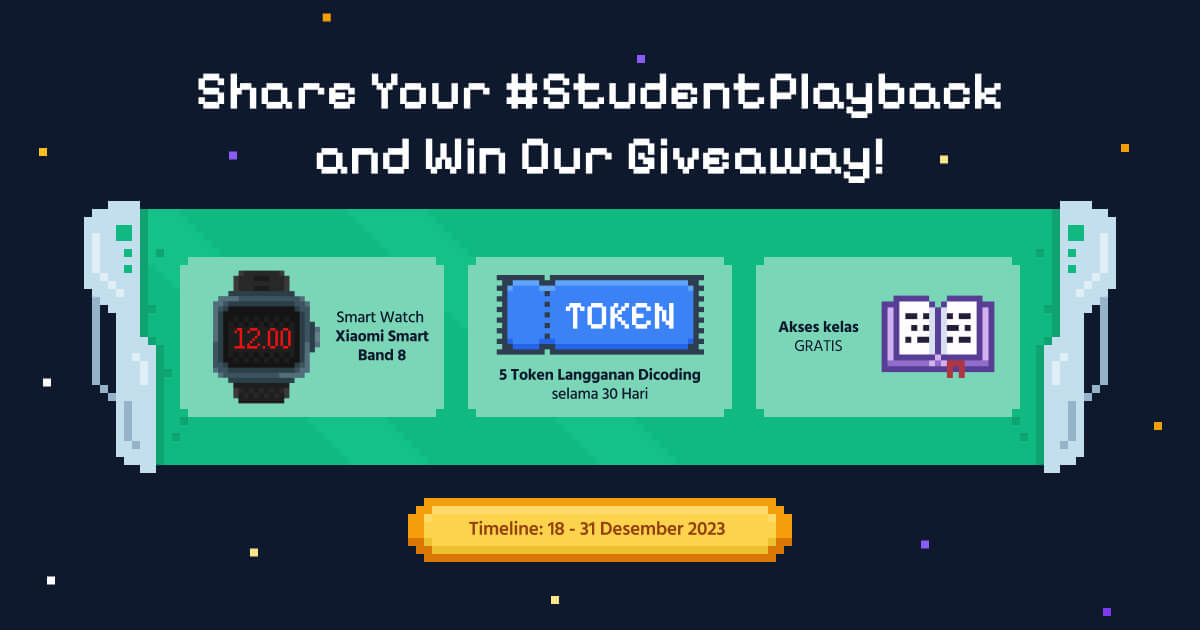 Share Your #StudentPlayback
and Win Our Giveaway!
12.00
Smart Watch
Xiaomi Smart
Band 8
TOKEN
5 Token Langganan Dicoding
selama 30 Hari
Akses kelas
GRATIS
Timeline: 18 - 31 Desember 2023